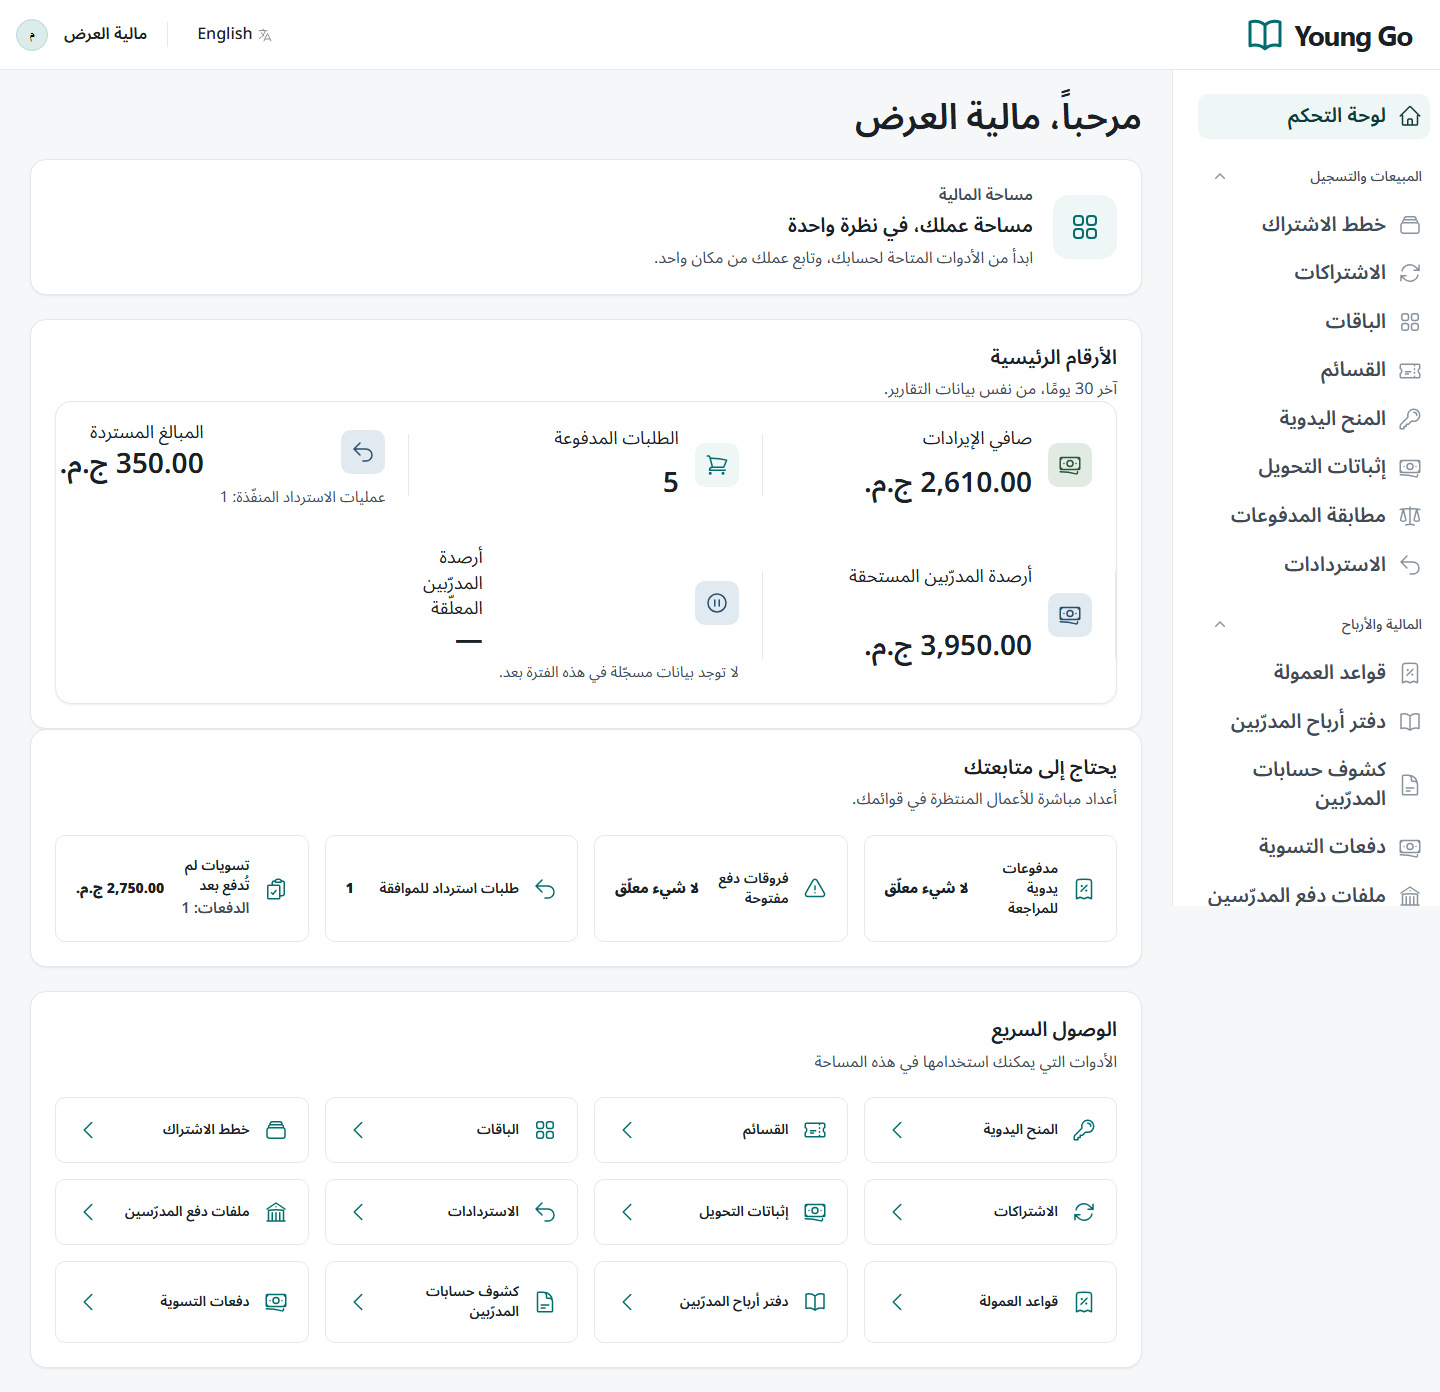 Young Go
English
مالية العرض
م
لوحة التحكم
المبيعات والتسجيل
خطط الاشتراك
الاشتراكات
الباقات
القسائم
المنح اليدوية
إثباتات التحويل
مطابقة المدفوعات
الاستردادات
المالية والأرباح
قواعد العمولة
دفتر أرباح المدرّبين
كشوف حسابات
المدرّبين
دفعات التسوية
ملفات دفع المدرّسين
مرحباً، مالية العرض
مساحة المالية
مساحة عملك، في نظرة واحدة
ابدأ من الأدوات المتاحة لحسابك، وتابع عملك من مكان واحد.
الأرقام الرئيسية
آخر 30 يومًا، من نفس بيانات التقارير.
صافي الإيرادات
2,610.00 ج.م.
الطلبات المدفوعة
5
المبالغ المستردة
350.00 ج.م.
عمليات الاسترداد المنفّذة: 1
أرصدة المدرّبين المستحقة
3,950.00 ج.م.
أرصدة
المدرّبين
المعلّقة
—
لا توجد بيانات مسجّلة في هذه الفترة بعد.
يحتاج إلى متابعتك
أعداد مباشرة للأعمال المنتظرة في قوائمك.
مدفوعات
يدوية
للمراجعة
لا شيء معلّق
فروقات دفع
مفتوحة
لا شيء معلّق
طلبات استرداد للموافقة
1
تسويات لم
تُدفع بعد
الدفعات: 1
2,750.00 ج.م.
الوصول السريع
الأدوات التي يمكنك استخدامها في هذه المساحة
المنح اليدوية
القسائم
الباقات
خطط الاشتراك
الاشتراكات
إثباتات التحويل
الاستردادات
ملفات دفع المدرّسين
قواعد العمولة
دفتر أرباح المدرّبين
كشوف حسابات
المدرّبين
دفعات التسوية